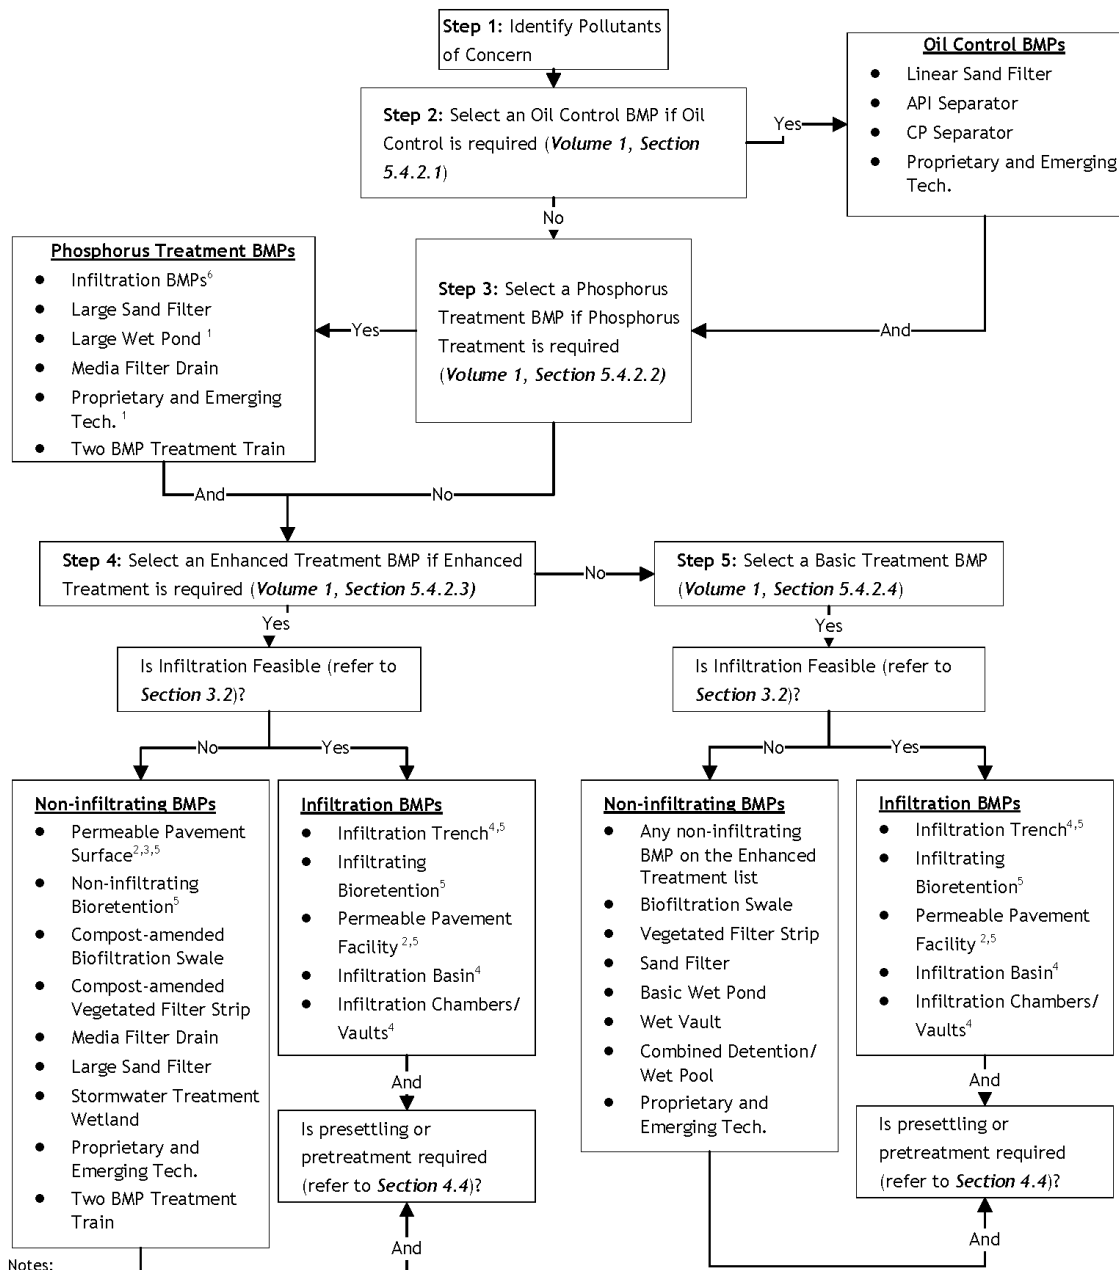 Step 1: Identify Pollutants
of Concern
Oil Control BMPs
● Linear Sand Filter
● API Separator
● CP Separator
● Proprietary and Emerging
Tech.
Step 2: Select an Oil Control BMP if Oil
Control is required (Volume 1, Section
5.4.2.1)
Yes
No
Phosphorus Treatment BMPs
● Infiltration BMPs6
● Large Sand Filter
● Large Wet Pond 1
● Media Filter Drain
● Proprietary and Emerging
Tech. 1
● Two BMP Treatment Train
Step 3: Select a Phosphorus
Treatment BMP if Phosphorus
Treatment is required
(Volume 1, Section 5.4.2.2)
Yes
And
And
No
Step 4: Select an Enhanced Treatment BMP if Enhanced
Treatment is required (Volume 1, Section 5.4.2.3)
No
Step 5: Select a Basic Treatment BMP
(Volume 1, Section 5.4.2.4)
Yes
Yes
Is Infiltration Feasible (refer to
Section 3.2)?
Is Infiltration Feasible (refer to
Section 3.2)?
No
Yes
No
Yes
Non-infiltrating BMPs
● Permeable Pavement
Surface2,3,5
● Non-infiltrating
Bioretention5
● Compost-amended
Biofiltration Swale
● Compost-amended
Vegetated Filter Strip
● Media Filter Drain
● Large Sand Filter
● Stormwater Treatment
Wetland
● Proprietary and
Emerging Tech.
● Two BMP Treatment
Train
Infiltration BMPs
● Infiltration Trench4,5
● Infiltrating
Bioretention5
● Permeable Pavement
Facility 2,5
● Infiltration Basin4
● Infiltration Chambers/
Vaults4
And
Is presettling or
pretreatment required
(refer to Section 4.4)?
And
Non-infiltrating BMPs
● Any non-infiltrating
BMP on the Enhanced
Treatment list
● Biofiltration Swale
● Vegetated Filter Strip
● Sand Filter
● Basic Wet Pond
● Wet Vault
● Combined Detention/
Wet Pool
● Proprietary and
Emerging Tech.
Infiltration BMPs
● Infiltration Trench4,5
● Infiltrating
Bioretention5
● Permeable Pavement
Facility 2,5
● Infiltration Basin4
● Infiltration Chambers/
Vaults4
And
Is presettling or
pretreatment required
(refer to Section 4.4)?
And
Notes: